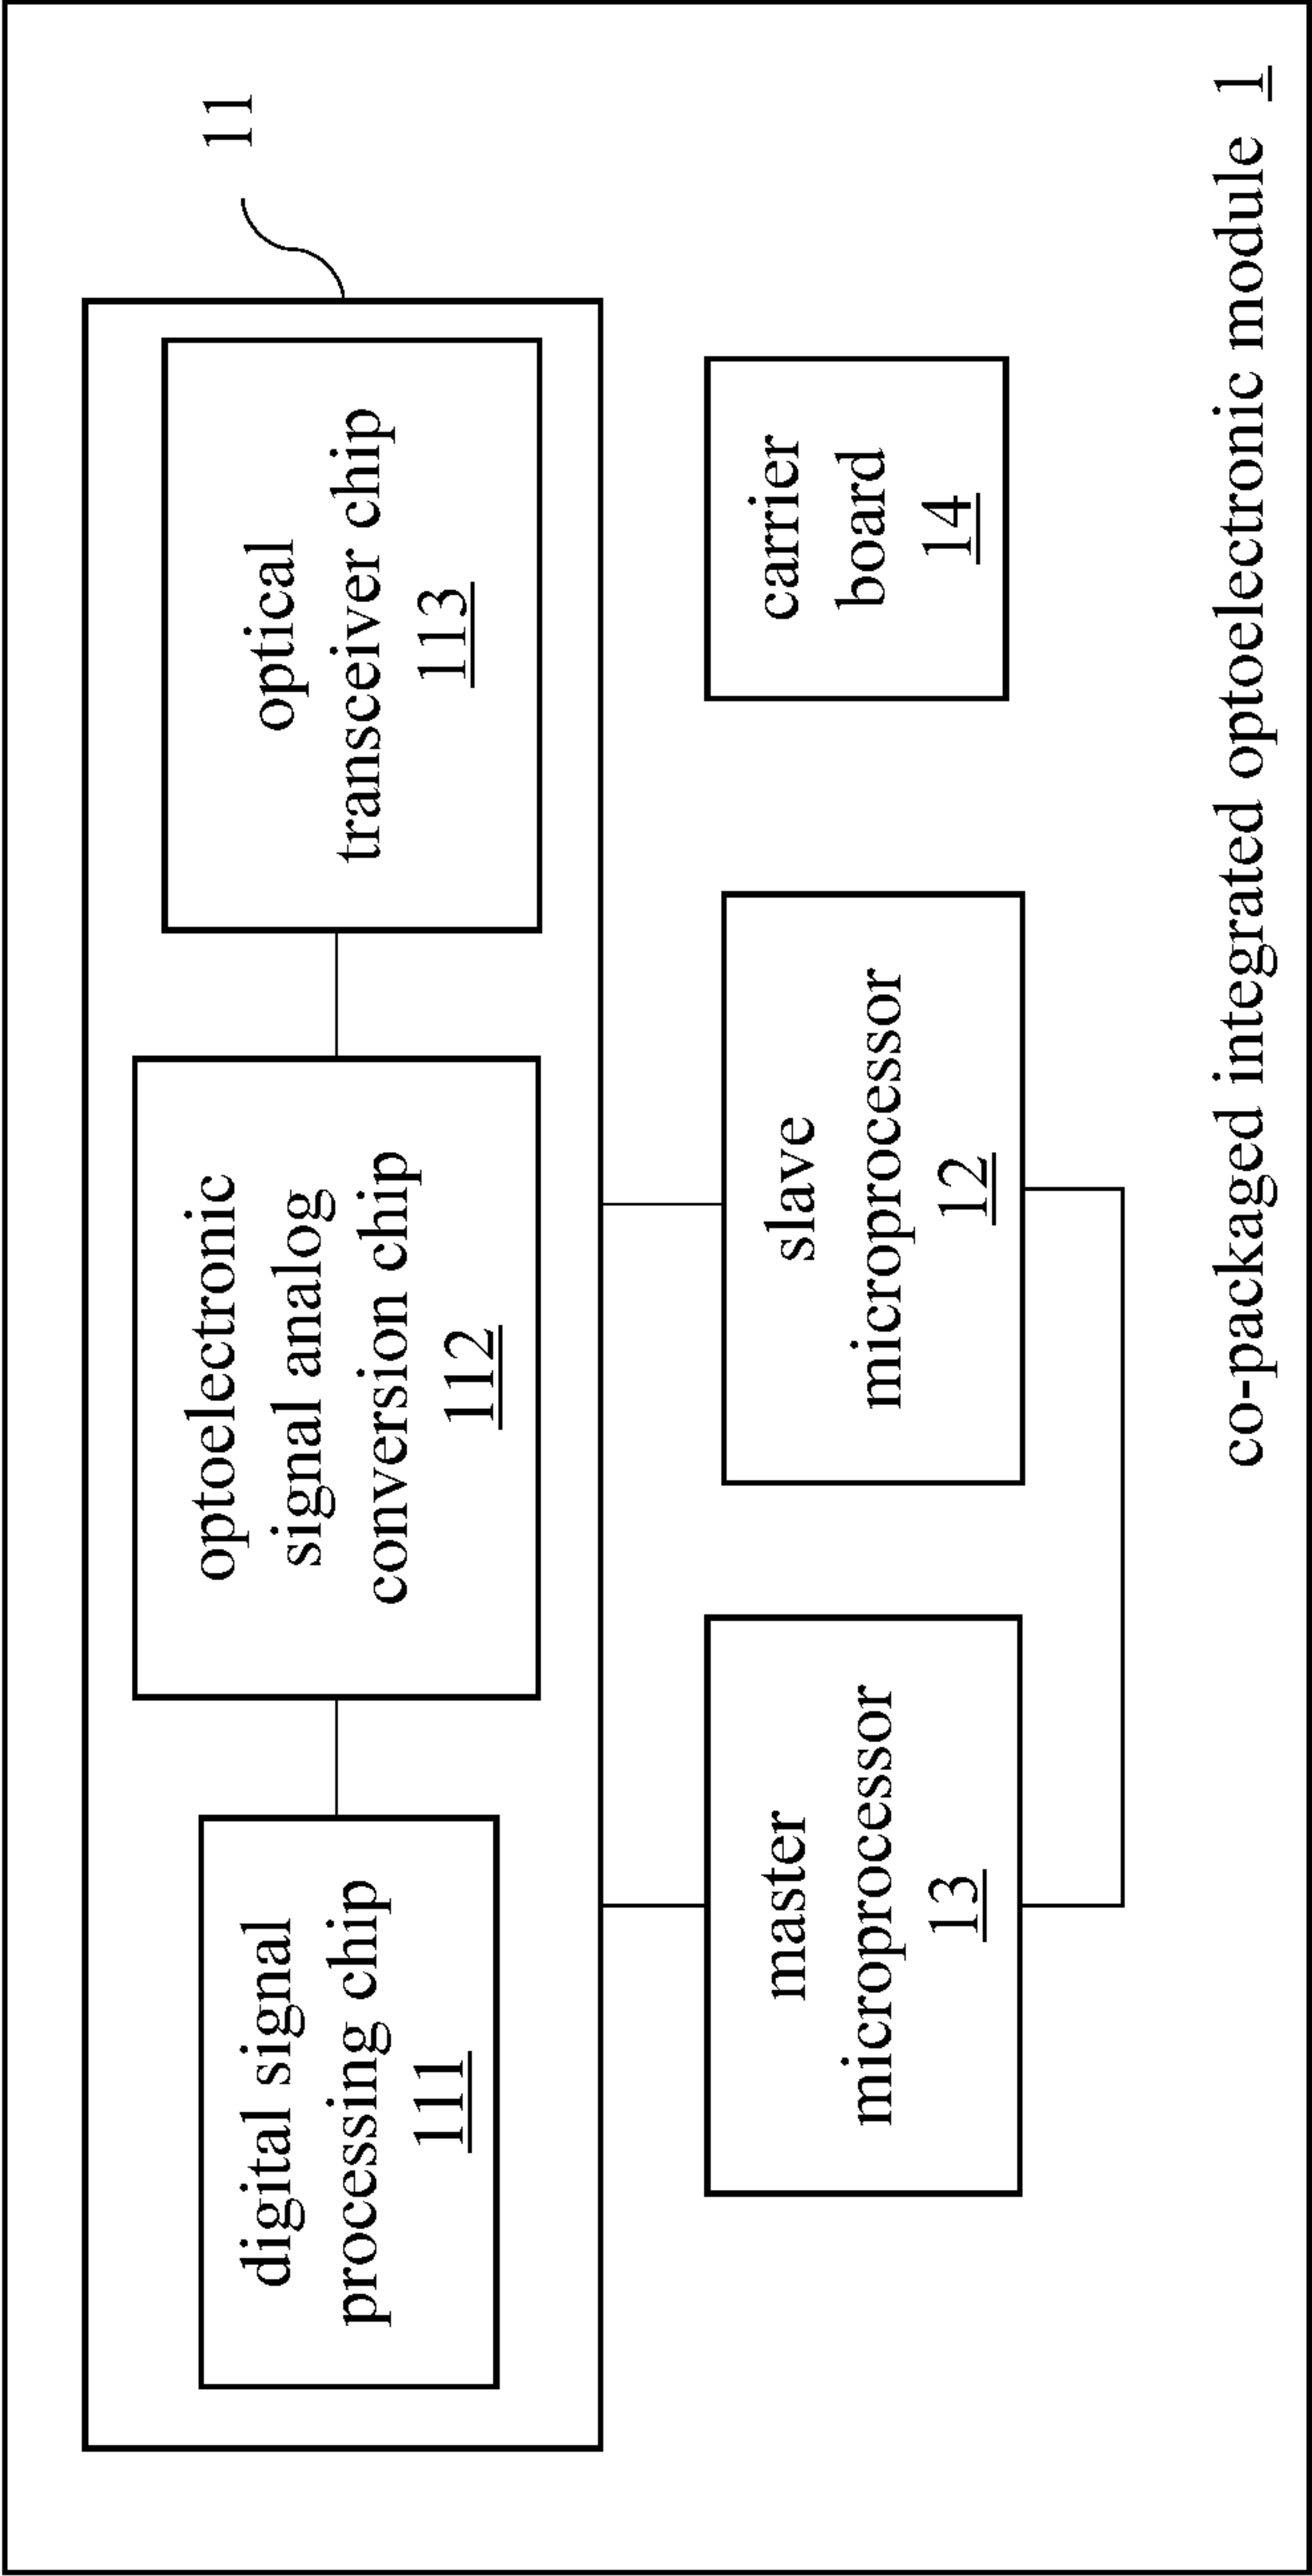 11
digital signal
processing chip
111
optoelectronic
signal analog
conversion chip
112
optical
transceiver chip
113
master
microprocessor
13
slave
microprocessor
12
carrier
board
14
co-packaged integrated optoelectronic module 1